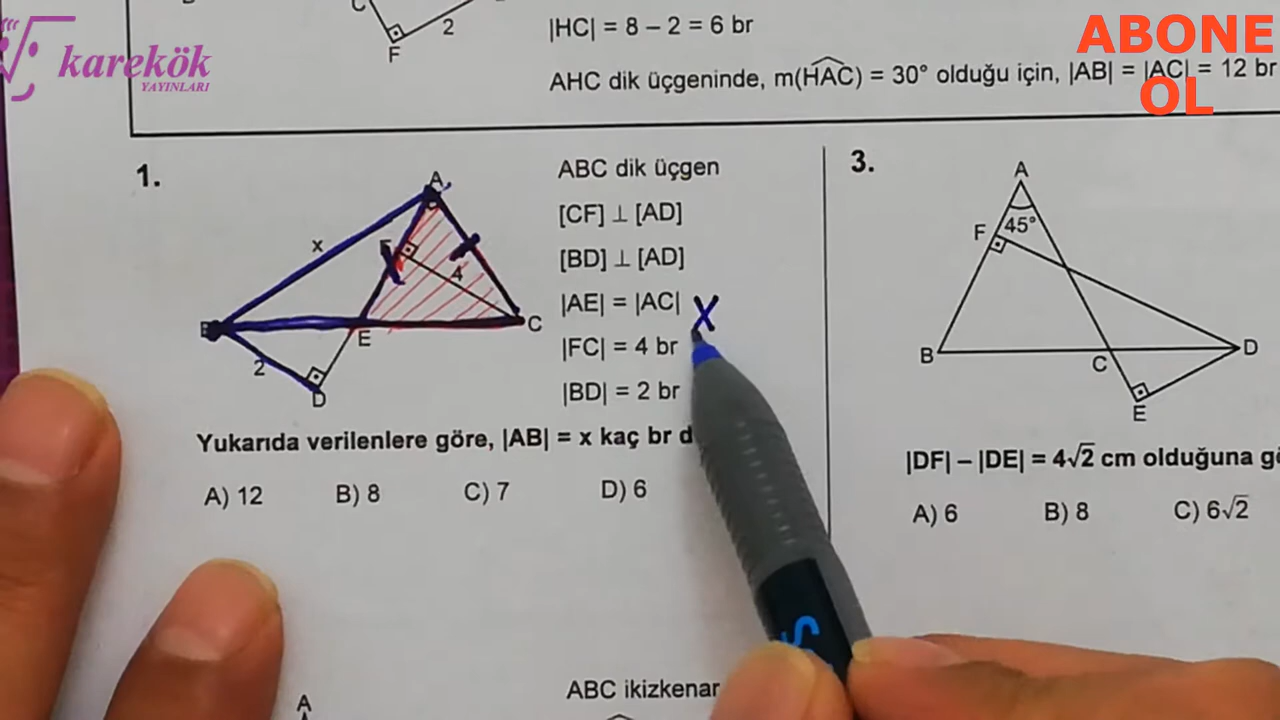 karekök
YAYINLARI
ABONE
OL
C
F
2
|HC| = 8 – 2 = 6 br
AHC dik üçgeninde, m(HAC) = 30° olduğu için, |AB| = |AC| = 12 br
1.
A
x
F
4
B
E
C
2
D
ABC dik üçgen
[CF] ⊥ [AD]
[BD] ⊥ [AD]
|AE| = |AC|
X
|FC| = 4 br
|BD| = 2 br
Yukarıda verilenlere göre, |AB| = x kaç br d
A) 12 B) 8 C) 7 D) 6
3.
A
45°
F
B
C
D
E
|DF| – |DE| = 4√2 cm olduğuna gö
A) 6 B) 8 C) 6√2
A
ABC ikizkenar